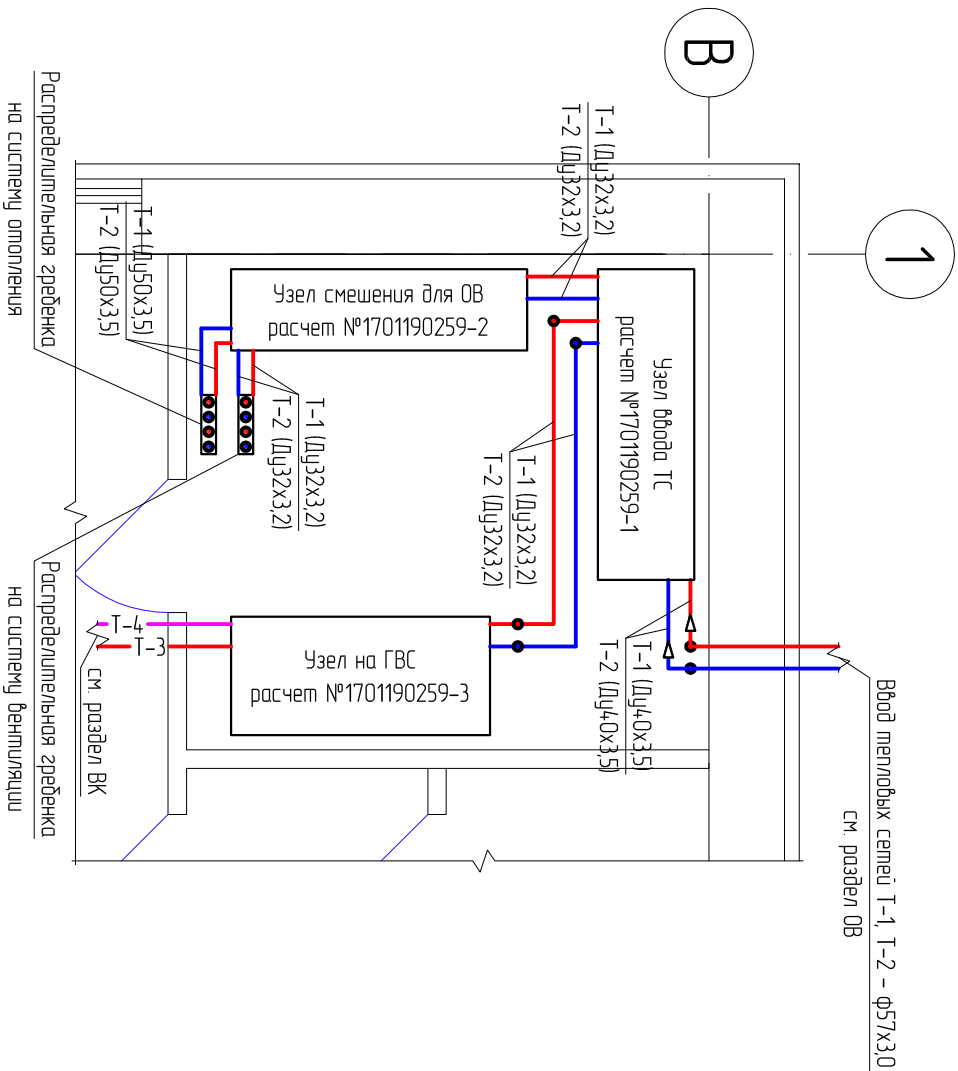 В
1
Т-1 (Ду32х3,2)
Т-2 (Ду32х3,2)
Распределительная гребенка
на систему отопления
Т-1 (Ду50х3,5)
Т-2 (Ду50х3,5)
Узел смешения для ОВ
расчет №1701190259-2
Узел ввода ТС
расчет №1701190259-1
Т-1 (Ду32х3,2)
Т-2 (Ду32х3,2)
Т-1 (Ду32х3,2)
Т-2 (Ду32х3,2)
Т-1 (Ду40х3,5)
Т-2 (Ду40х3,5)
Ввод тепловых сетей Т-1, Т-2 - ф57х3,0
см. раздел ОВ
Узел на ГВС
расчет №1701190259-3
Т-4
Т-3
см. раздел ВК
Распределительная гребенка
на систему вентиляции